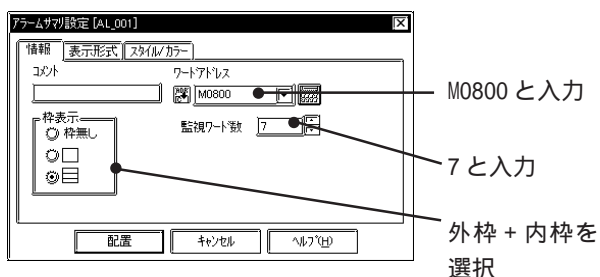 アラームサマリ設定 [AL_001]
情報 表示形式 スタイル/カラー
コメント ワードアドレス
M0800
M0800 と入力
枠表示
枠無し
監視ワード数 7
7 と入力
外枠 + 内枠を
選択
配置 キャンセル ヘルプ(H)